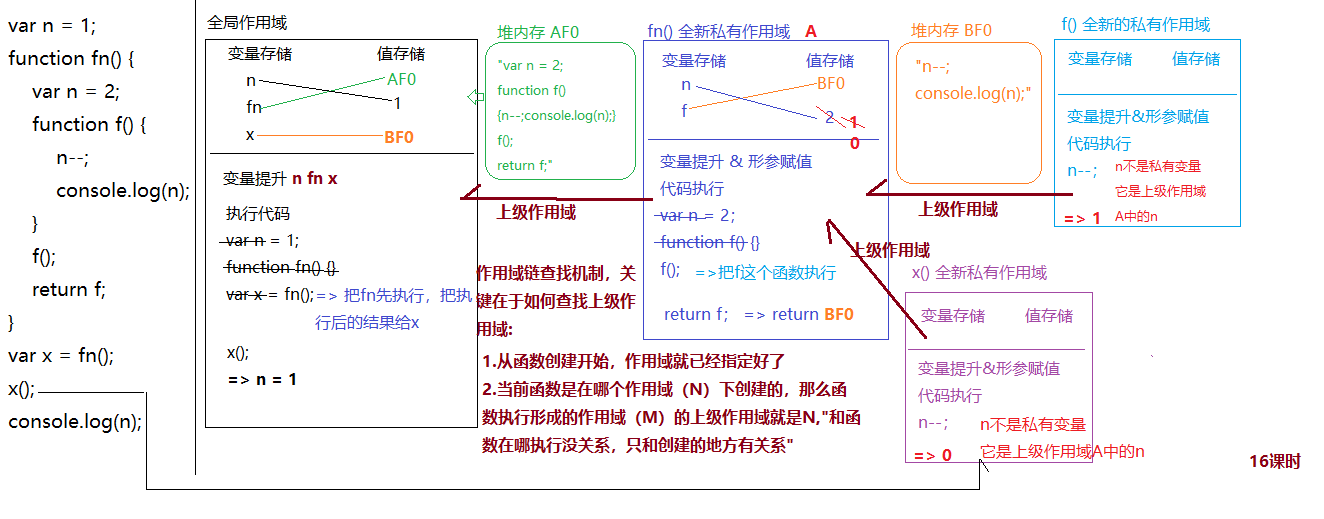 var n = 1;
function fn() {
var n = 2;
function f() {
n--;
console.log(n);
}
f();
return f;
}
var x = fn();
x();
console.log(n);
全局作用域
变量存储 值存储
n
AF0
fn
1
x
BF0
变量提升 n fn x
执行代码
var n = 1;
function fn() {}
var x = fn();=> 把fn先执行，把执
行后的结果给x
x();
=> n = 1
堆内存 AF0
"var n = 2;
function f()
{n--;console.log(n);}
f();
return f;"
上级作用域
fn() 全新私有作用域 A
变量存储 值存储
n
BF0
f
2 1
0
变量提升 & 形参赋值
代码执行
var n = 2;
function f() {}
f(); =>把f这个函数执行
return f; => return BF0
堆内存 BF0
"n--;
console.log(n);"
上级作用域
f() 全新的私有作用域
变量存储 值存储
变量提升&形参赋值
代码执行
n--; n不是私有变量
它是上级作用域
=> 1 A中的n
上级作用域
x() 全新私有作用域
变量存储 值存储
变量提升&形参赋值
代码执行
n--; n不是私有变量
=> 0 它是上级作用域A中的n
作用域链查找机制，关
键在于如何查找上级作
用域:
1.从函数创建开始，作用域就已经指定好了
2.当前函数是在哪个作用域（N）下创建的，那么函
数执行形成的作用域（M）的上级作用域就是N,"和函
数在哪执行没关系，只和创建的地方有关系"
16课时